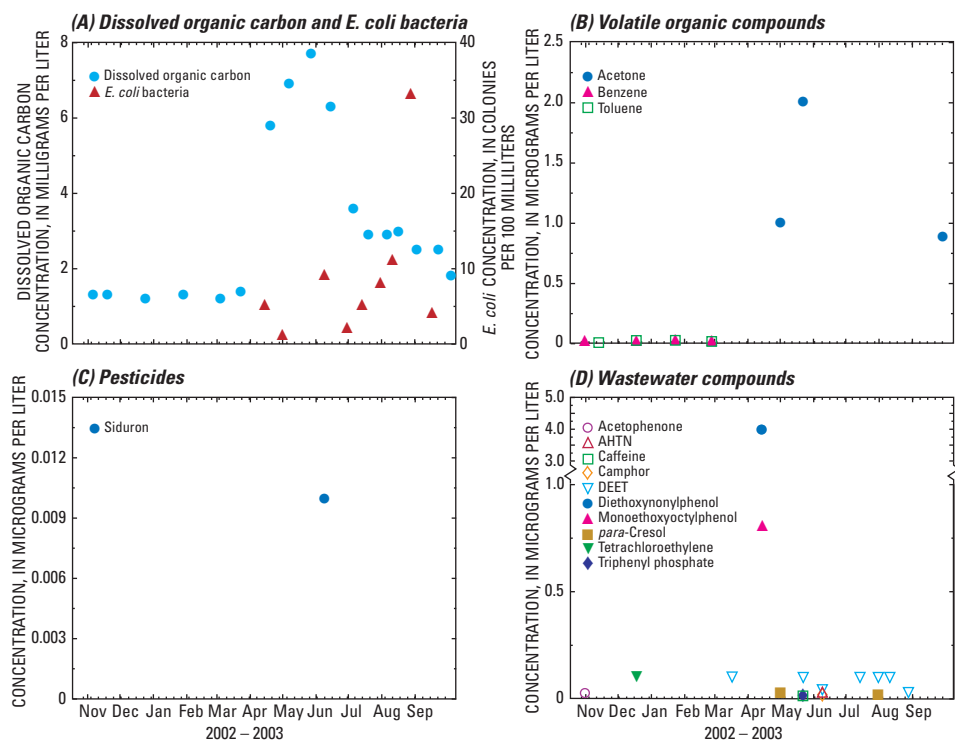 (A) Dissolved organic carbon and E. coli bacteria
DISSOLVED ORGANIC CARBON
CONCENTRATION, IN MILLIGRAMS PER LITER
8
6
4
2
0
Dissolved organic carbon
E. coli bacteria
40
30
20
10
0
E. coli CONCENTRATION, IN COLONIES
PER 100 MILLILITERS
(B) Volatile organic compounds
CONCENTRATION, IN MICROGRAMS PER LITER
2.5
2.0
1.5
1.0
0.5
0
Acetone
Benzene
Toluene
(C) Pesticides
CONCENTRATION, IN MICROGRAMS PER LITER
0.015
0.012
0.009
0.006
0.003
0
Siduron
Nov Dec Jan Feb Mar Apr May Jun Jul Aug Sep
2002 – 2003
(D) Wastewater compounds
CONCENTRATION, IN MICROGRAMS PER LITER
5.0
4.0
3.0
1.0
0.5
0
Acetophenone
AHTN
Caffeine
Camphor
DEET
Diethoxynonylphenol
Monoethoxyoctylphenol
para-Cresol
Tetrachloroethylene
Triphenyl phosphate
Nov Dec Jan Feb Mar Apr May Jun Jul Aug Sep
2002 – 2003